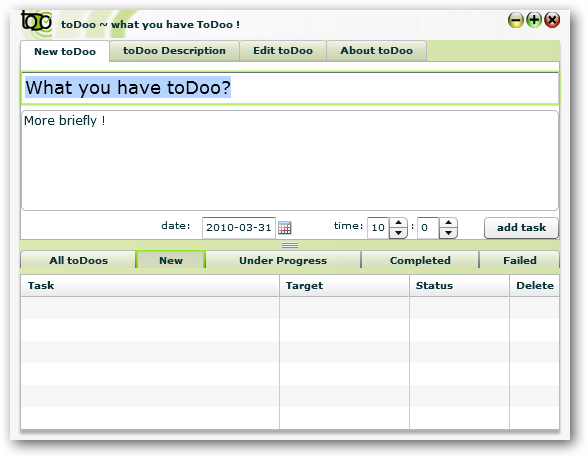 toDoo toDoo ~ what you have ToDoo !
New toDoo toDoo Description Edit toDoo About toDoo
What you have toDoo?
More briefly !
date: 2010-03-31 time: 10 : 0 add task
All toDoos New Under Progress Completed Failed
Task Target Status Delete